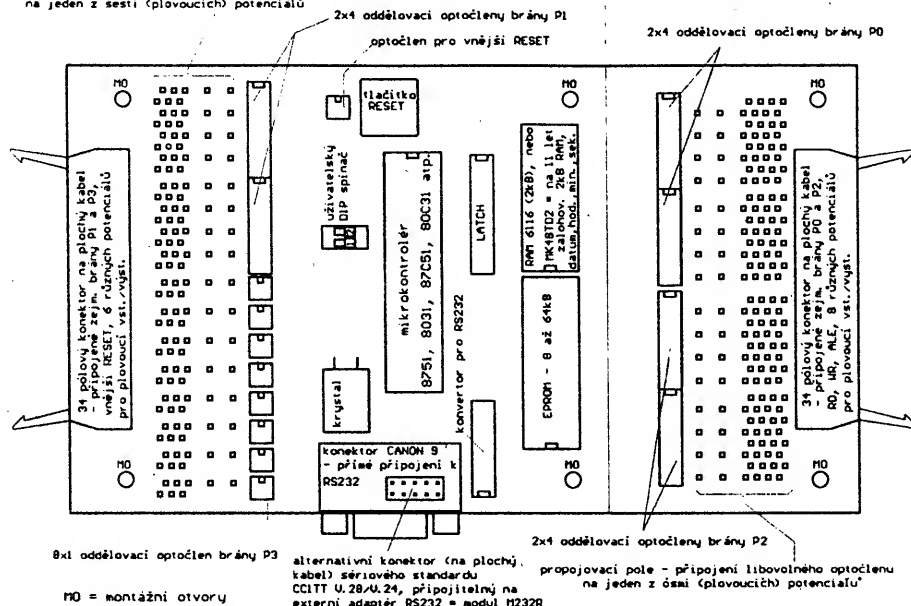 na jeden z šesti (plovoucích) potenciálů
2x4 oddělovací optočleny brány P1
optočlen pro vnější RESET
2x4 oddělovací optočleny brány P0
MO
tlačítko
RESET
MO
MO
34 pólový konektor na plochý kabel
- připojené zejm. brány P1 a P3,
vnější RESET, 6 různých potenciálů
pro plovoucí vst./výst.
uživatelský
DIP spínač
mikrokontrolér
8751, 8031, 87C51, 80C31 atp.
LATCH
RAM 6116 (2kB), nebo
MK48T02 = na 11 let
zálohov. 2kB RAM,
datum,hod.,min.,sek.
34 pólový konektor na plochý kabel
- připojené zejm. brány P0 a P2,
RD, WR, ALE, 8 různých potenciálů
pro plovoucí vst./výst.
krystal
konvertor pro RS232
EPROM - 8 až 64kB
MO
konektor CANON 9
- přímé připojení k
RS232
MO
MO
8x1 oddělovací optočlen brány P3
alternativní konektor (na plochý
kabel) sériového standardu
CCITT V.28/V.24, připojitelný na
externí adaptér RS232 = modul M232R
2x4 oddělovací optočleny brány P2
propojovací pole - připojení libovolného optočlenu
na jeden z ósmi (plovoucích) potenciálů
MO = montážní otvory